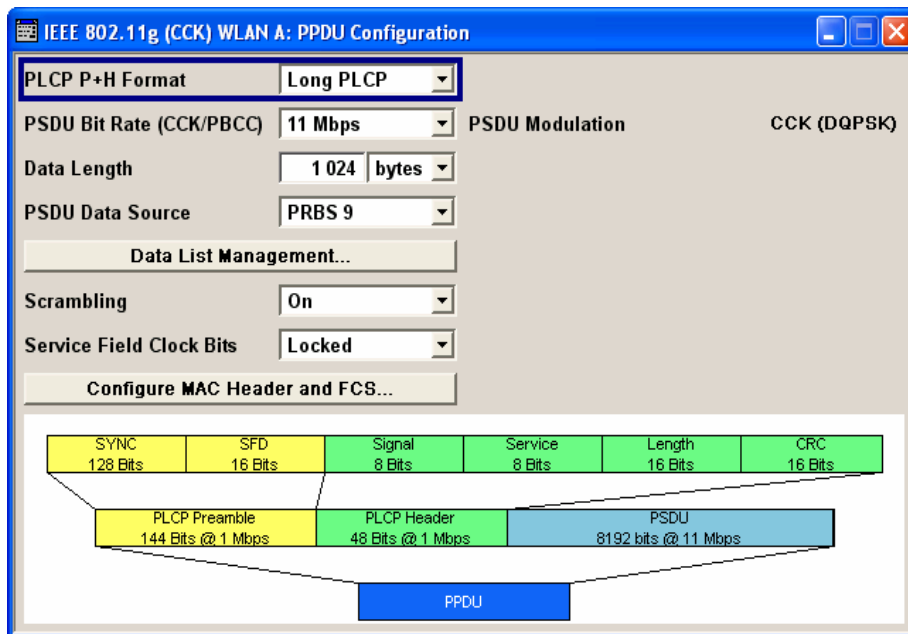 IEEE 802.11g (CCK) WLAN A: PPDU Configuration
PLCP P+H Format Long PLCP
PSDU Bit Rate (CCK/PBCC) 11 Mbps PSDU Modulation CCK (DQPSK)
Data Length 1 024 bytes
PSDU Data Source PRBS 9
Data List Management...
Scrambling On
Service Field Clock Bits Locked
Configure MAC Header and FCS...
SYNC SFD Signal Service Length CRC
128 Bits 16 Bits 8 Bits 8 Bits 16 Bits 16 Bits
PLCP Preamble PLCP Header PSDU
144 Bits @ 1 Mbps 48 Bits @ 1 Mbps 8192 bits @ 11 Mbps
PPDU